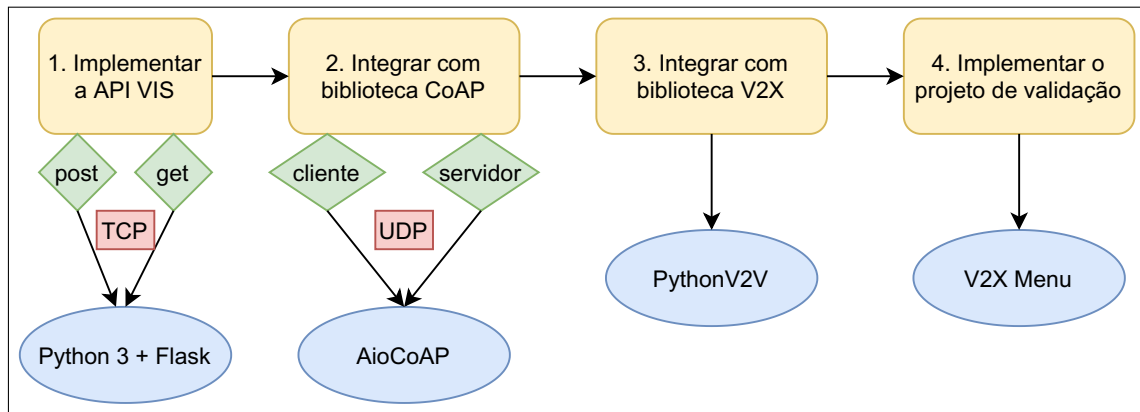 1. Implementar
a API VIS
2. Integrar com
biblioteca CoAP
3. Integrar com
biblioteca V2X
4. Implementar o
projeto de validação
post
get
cliente
servidor
TCP
UDP
PythonV2V
V2X Menu
Python 3 + Flask
AioCoAP